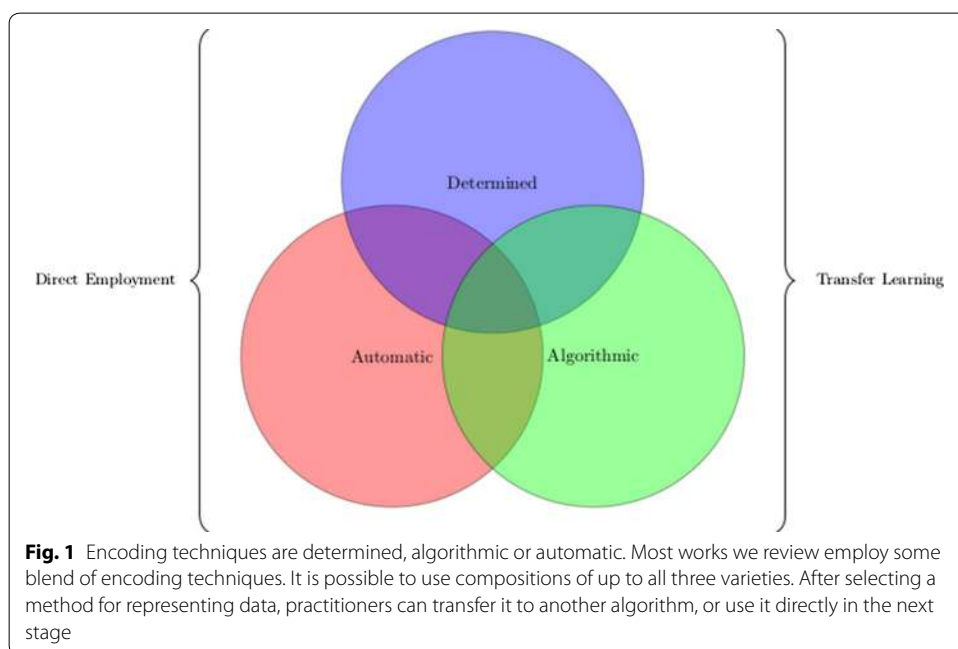 Determined
Direct Employment
Transfer Learning
Automatic
Algorithmic
Fig. 1 Encoding techniques are determined, algorithmic or automatic. Most works we review employ some
blend of encoding techniques. It is possible to use compositions of up to all three varieties. After selecting a
method for representing data, practitioners can transfer it to another algorithm, or use it directly in the next
stage